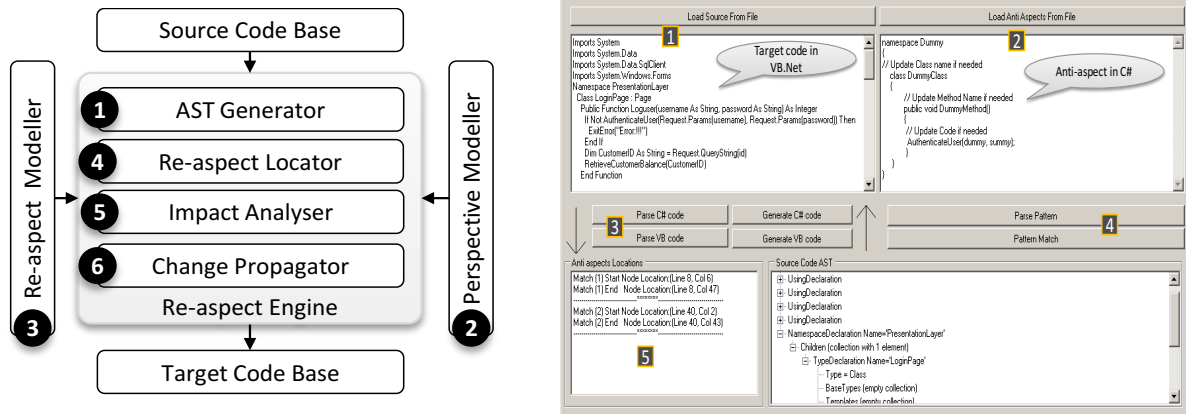 Source Code Base
Re-aspect Modeller
3
1
AST Generator
4
Re-aspect Locator
5
Impact Analyser
6
Change Propagator
Re-aspect Engine
Perspective Modeller
2
Target Code Base
Load Source From File
Load Anti Aspects From File
1
Imports System
Imports System.Data
Imports System.Data.SqlClient
Imports System.Windows.Forms
Namespace PresentationLayer
Class LoginPage : Page
Public Function Loguser(username As String, password As String) As Integer
If Not AuthenticateUser(Request.Params(username), Request.Params(password)) Then
ExitError("Error:!!!")
End If
Dim CustomerID As String = Request.QueryString(id)
RetrieveCustomerBalance(CustomerID)
End Function
Target code in
VB.Net
2
namespace Dummy
{
// Update Class name if needed
class DummyClass
{
// Update Method Name if needed
public void DummyMethod()
{
// Update Code if needed
AuthenticateUser(dummy, summy);
}
}
}
Anti-aspect in C#
3
Parse C# code
Generate C# code
Parse VB code
Generate VB code
Parse Pattern
4
Pattern Match
Anti aspects Locations
Match (1) Start Node Location:(Line 8, Col 6)
Match (1) End Node Location:(Line 8, Col 47)
Match (2) Start Node Location:(Line 40, Col 2)
Match (2) End Node Location:(Line 40, Col 43)
5
Source Code AST
UsingDeclaration
UsingDeclaration
UsingDeclaration
UsingDeclaration
NamespaceDeclaration Name='PresentationLayer'
Children (collection with 1 element)
TypeDeclaration Name='LoginPage'
Type = Class
BaseTypes (empty collection)
Templates (empty collection)